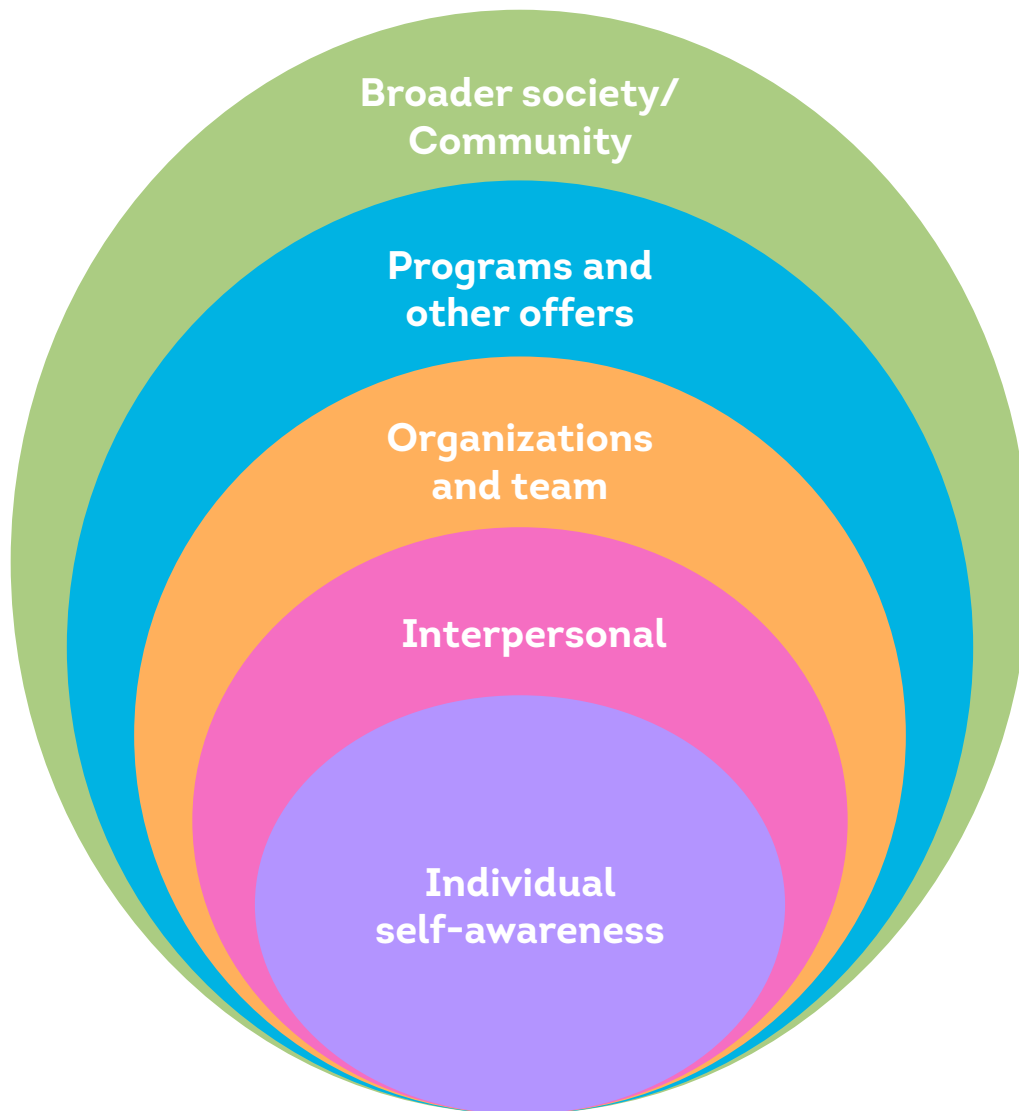 Broader society/
Community
Programs and
other offers
Organizations
and team
Interpersonal
Individual
self-awareness